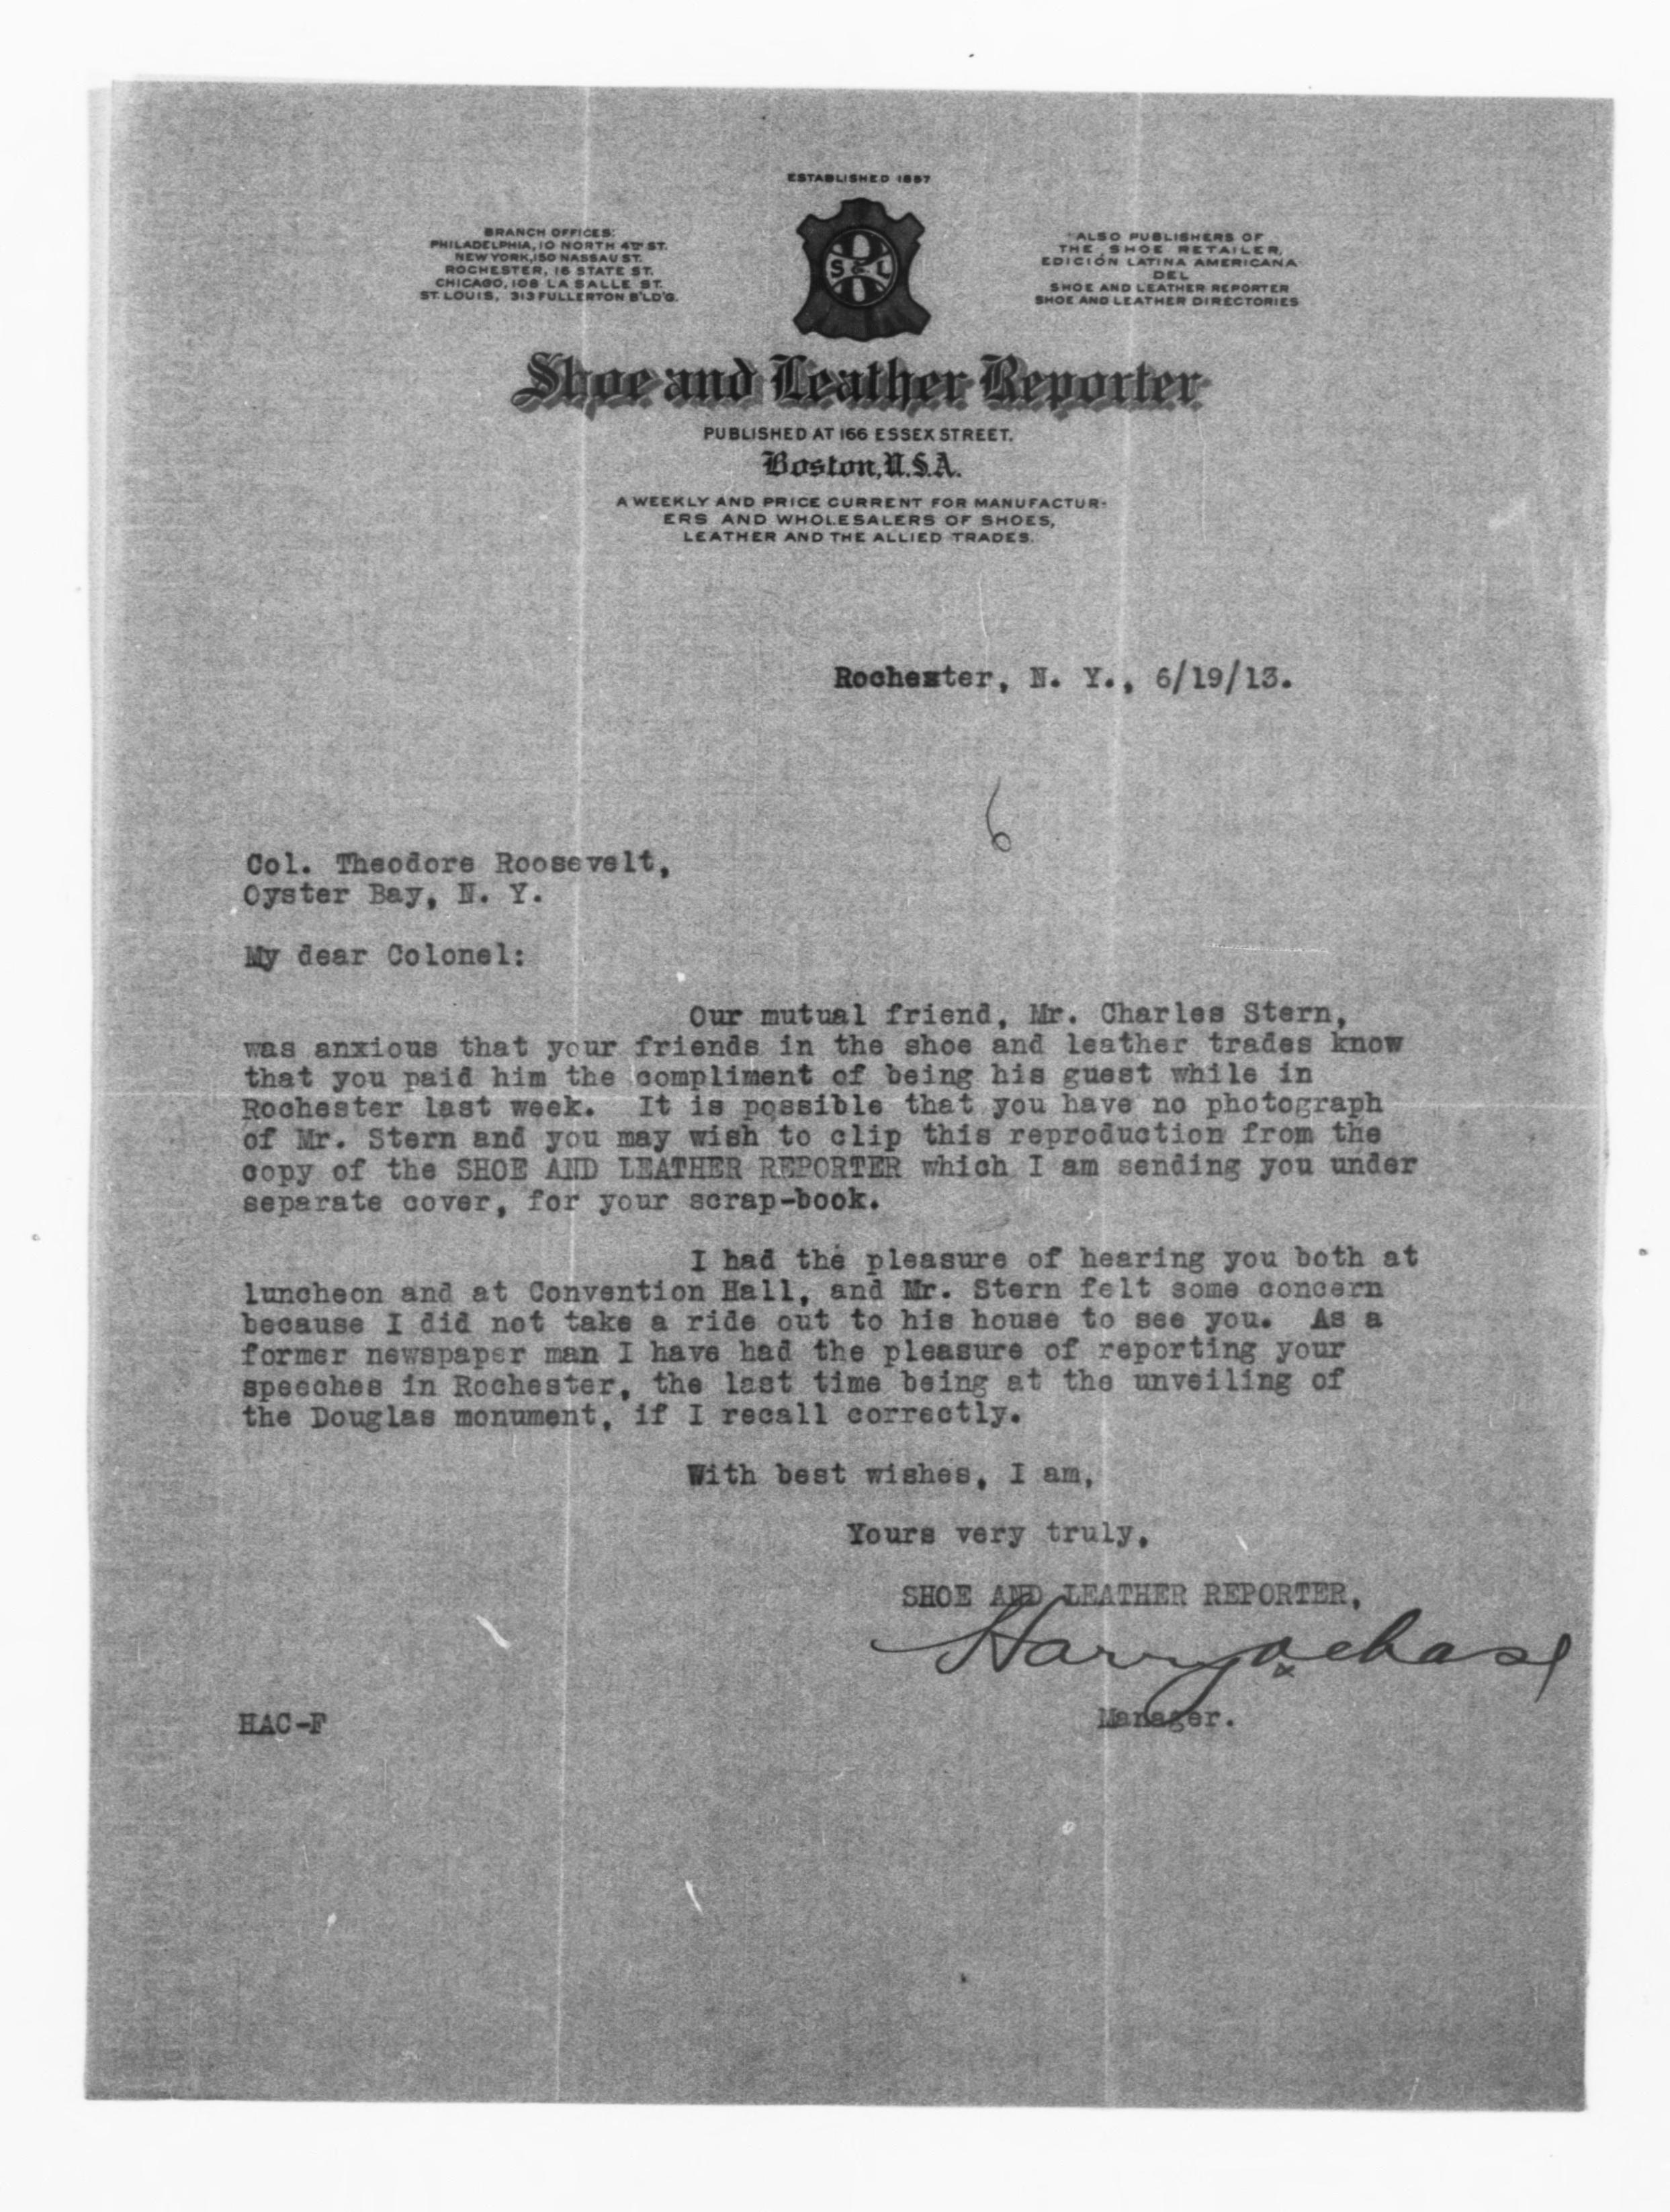 ESTABLISHED 1857
BRANCH OFFICES:
PHILADELPHIA, 10 NORTH 4TH ST.
NEW YORK, 150 NASSAU ST.
ROCHESTER, 16 STATE ST.
CHICAGO, 108 LA SALLE ST.
ST. LOUIS, 313 FULLERTON B'LD'G.
S & L
R
ALSO PUBLISHERS OF
THE SHOE RETAILER,
EDICIÓN LATINA AMERICANA
DEL
SHOE AND LEATHER REPORTER
SHOE AND LEATHER DIRECTORIES
Shoe and Leather Reporter
PUBLISHED AT 166 ESSEX STREET.
Boston, U.S.A.
A WEEKLY AND PRICE CURRENT FOR MANUFACTUR-
ERS AND WHOLESALERS OF SHOES,
LEATHER AND THE ALLIED TRADES.
Rochester, N. Y., 6/19/13.
6
Col. Theodore Roosevelt,
Oyster Bay, N. Y.
My dear Colonel:
Our mutual friend, Mr. Charles Stern,
was anxious that your friends in the shoe and leather trades know
that you paid him the compliment of being his guest while in
Rochester last week. It is possible that you have no photograph
of Mr. Stern and you may wish to clip this reproduction from the
copy of the SHOE AND LEATHER REPORTER which I am sending you under
separate cover, for your scrap-book.
I had the pleasure of hearing you both at
luncheon and at Convention Hall, and Mr. Stern felt some concern
because I did not take a ride out to his house to see you. As a
former newspaper man I have had the pleasure of reporting your
speeches in Rochester, the last time being at the unveiling of
the Douglas monument, if I recall correctly.
With best wishes, I am,
Yours very truly,
SHOE AND LEATHER REPORTER,
Harry A Chase
Manager.
HAC-F